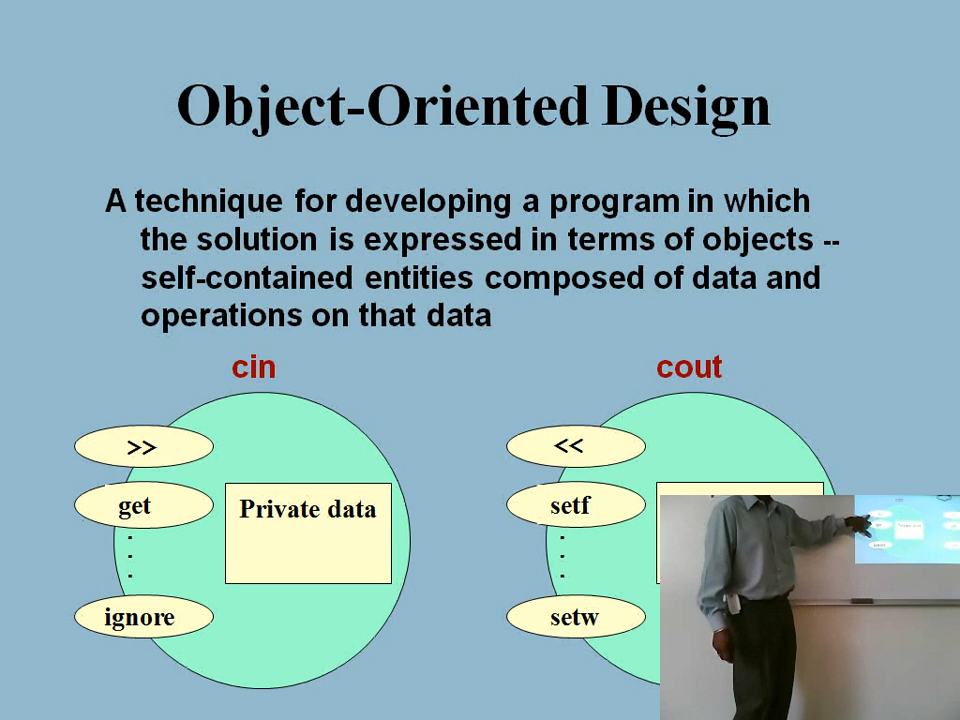 Object-Oriented Design
A technique for developing a program in which
the solution is expressed in terms of objects --
self-contained entities composed of data and
operations on that data
cin
cout
>>
<<
get
Private data
setf
ignore
setw